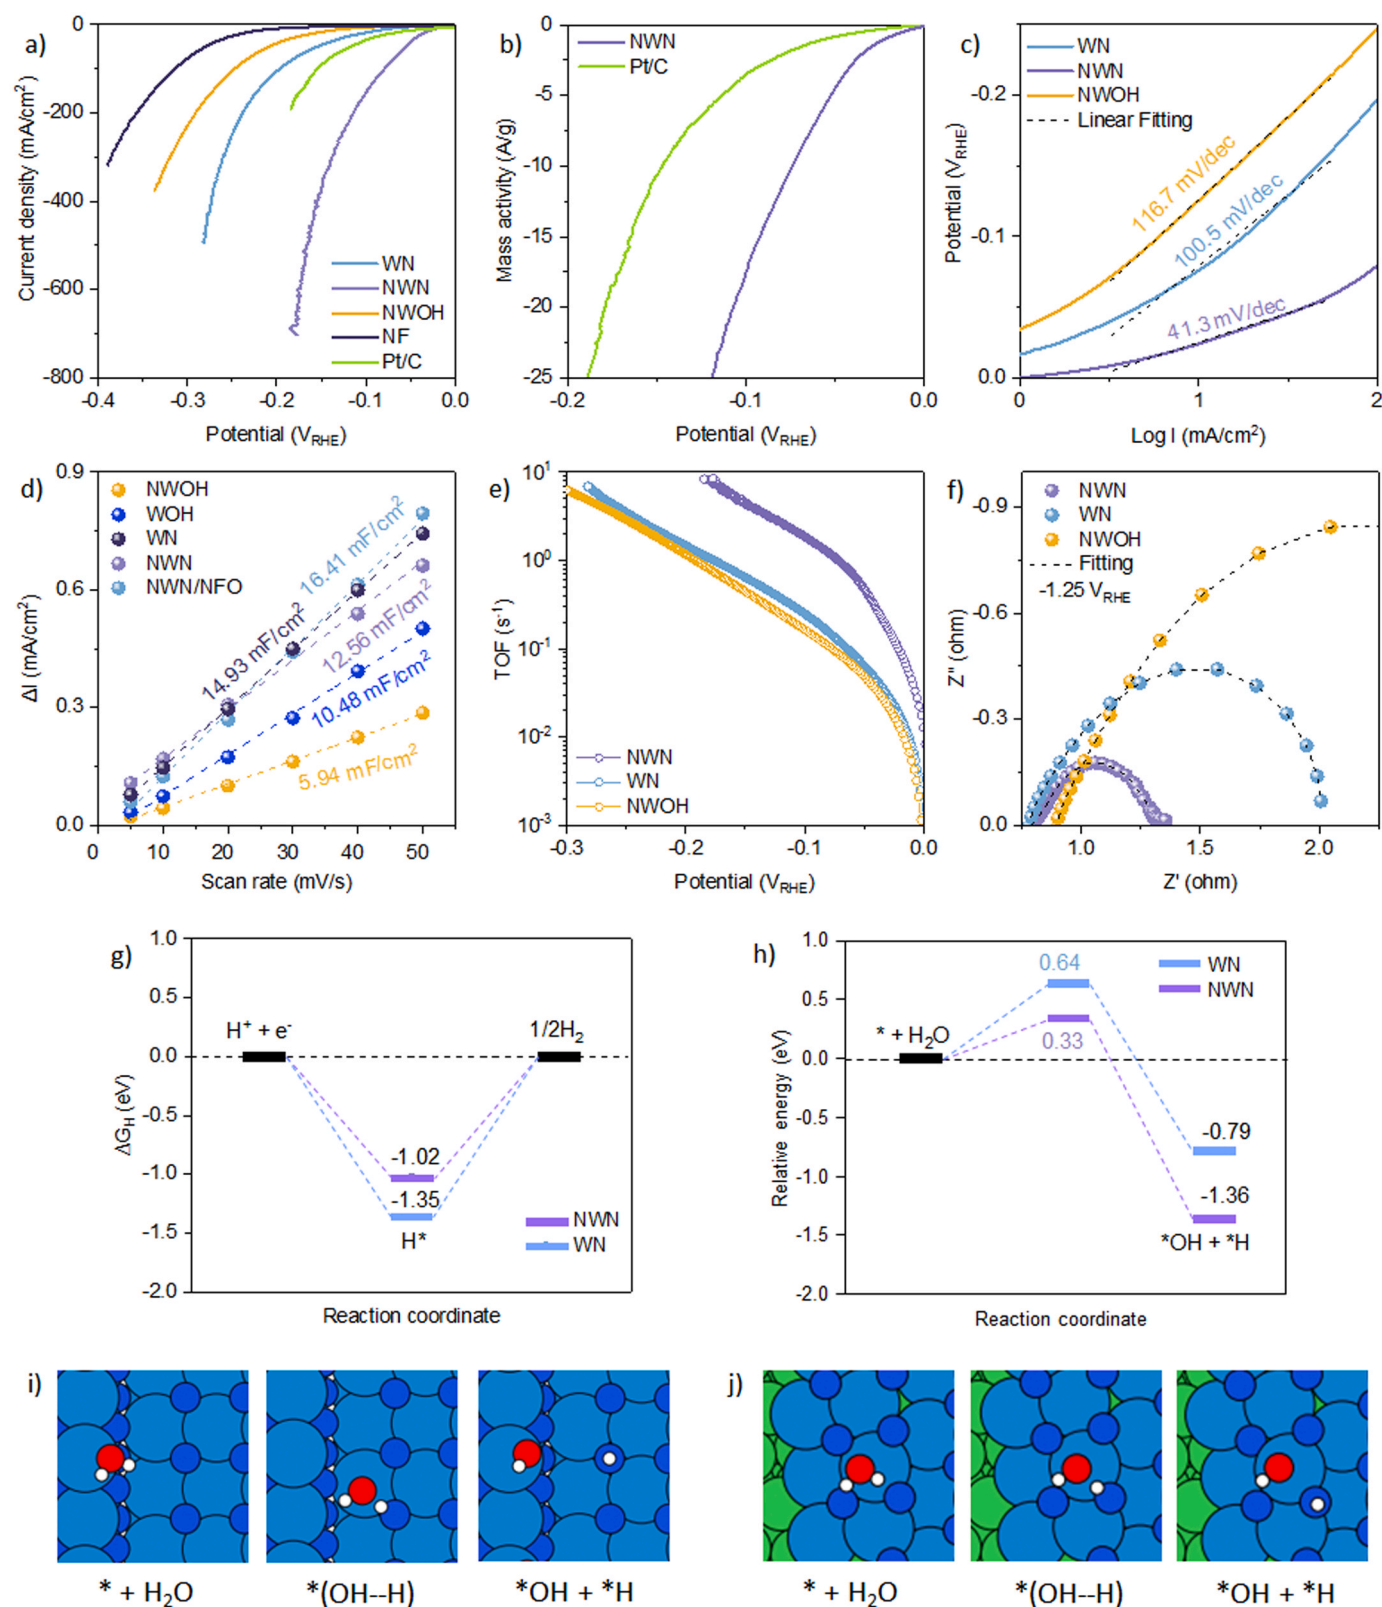 a)
0
-200
-400
-600
-800
Current density (mA/cm²)
WN
NWN
NWOH
NF
Pt/C
-0.4 -0.3 -0.2 -0.1 0.0
Potential (V_RHE)
b)
0
-5
-10
-15
-20
-25
Mass activity (A/g)
NWN
Pt/C
-0.2 -0.1 0.0
Potential (V_RHE)
c)
WN
NWN
NWOH
Linear Fitting
-0.2
-0.1
0.0
Potential (V_RHE)
116.7 mV/dec
100.5 mV/dec
41.3 mV/dec
0 1 2
Log I (mA/cm²)
d)
0.9
0.6
0.3
0.0
ΔI (mA/cm²)
NWOH
WOH
WN
NWN
NWN/NFO
16.41 mF/cm²
14.93 mF/cm²
12.56 mF/cm²
10.48 mF/cm²
5.94 mF/cm²
0 10 20 30 40 50
Scan rate (mV/s)
e)
10¹
10⁰
10⁻¹
10⁻²
10⁻³
TOF (s⁻¹)
NWN
WN
NWOH
-0.3 -0.2 -0.1 0.0
Potential (V_RHE)
f)
-0.9
-0.6
-0.3
0.0
Z" (ohm)
NWN
WN
NWOH
Fitting
-1.25 V_RHE
1.0 1.5 2.0
Z' (ohm)
g)
1.0
0.5
0.0
-0.5
-1.0
-1.5
-2.0
ΔG_H (eV)
H⁺ + e⁻
1/2H₂
-1.02
-1.35
H*
NWN
WN
Reaction coordinate
h)
1.0
0.5
0.0
-0.5
-1.0
-1.5
-2.0
Relative energy (eV)
WN
NWN
0.64
* + H₂O
0.33
-0.79
-1.36
*OH + *H
Reaction coordinate
i)
* + H₂O
*(OH--H)
*OH + *H
j)
* + H₂O
*(OH--H)
*OH + *H